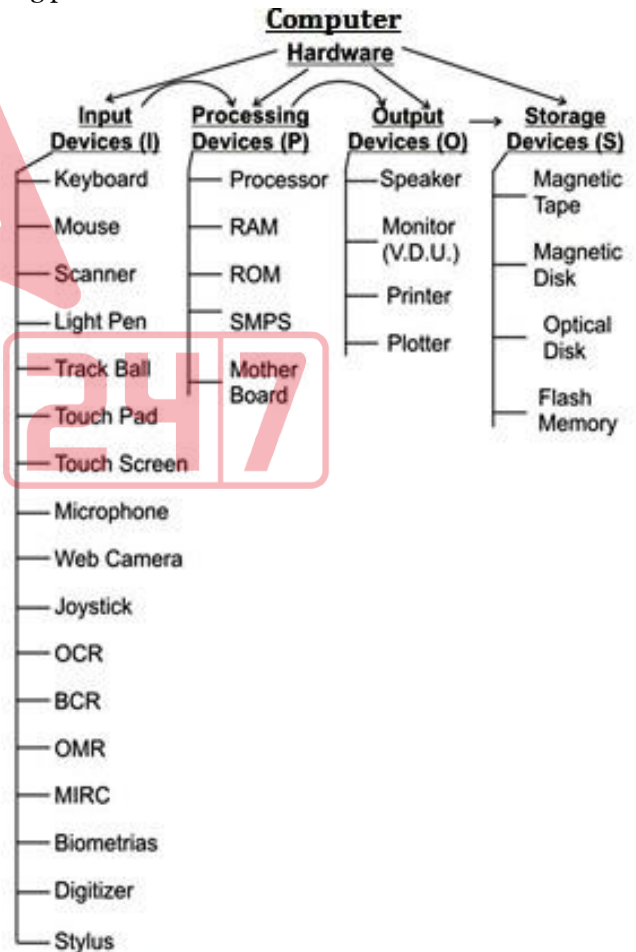 Computer
Hardware
Input
Devices (I)
Processing
Devices (P)
Output
Devices (O)
Storage
Devices (S)
Keyboard
Mouse
Scanner
Light Pen
Track Ball
Touch Pad
Touch Screen
Microphone
Web Camera
Joystick
OCR
BCR
OMR
MIRC
Biometrias
Digitizer
Stylus
Processor
RAM
ROM
SMPS
Mother
Board
Speaker
Monitor
(V.D.U.)
Printer
Plotter
Magnetic
Tape
Magnetic
Disk
Optical
Disk
Flash
Memory
247